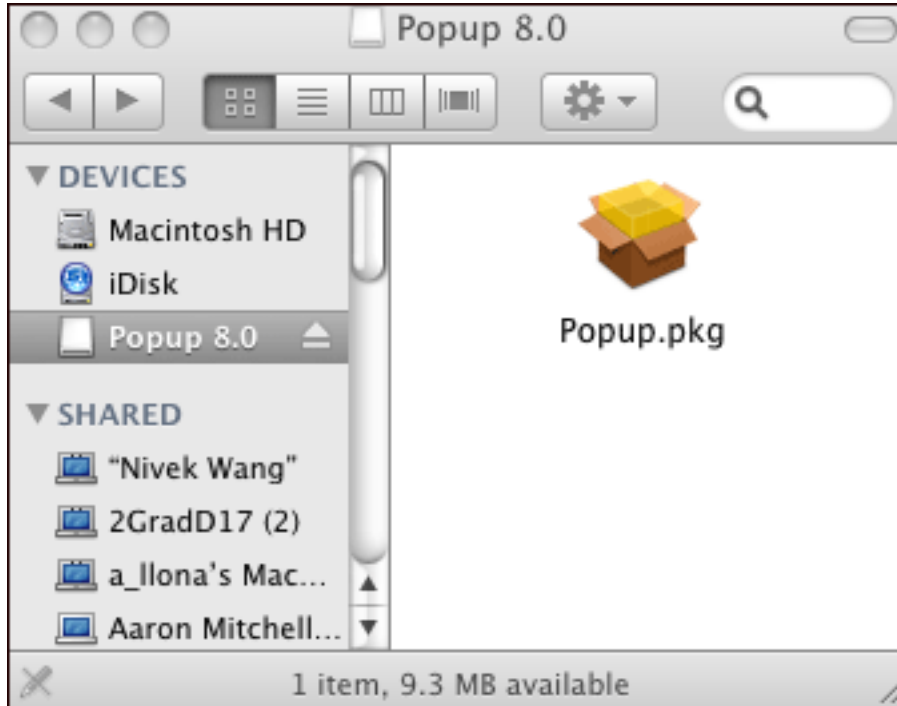 Popup 8.0
DEVICES
Macintosh HD
iDisk
Popup 8.0
SHARED
“Nivek Wang”
2GradD17 (2)
a_Ilona’s Mac...
Aaron Mitchell...
Popup.pkg
1 item, 9.3 MB available